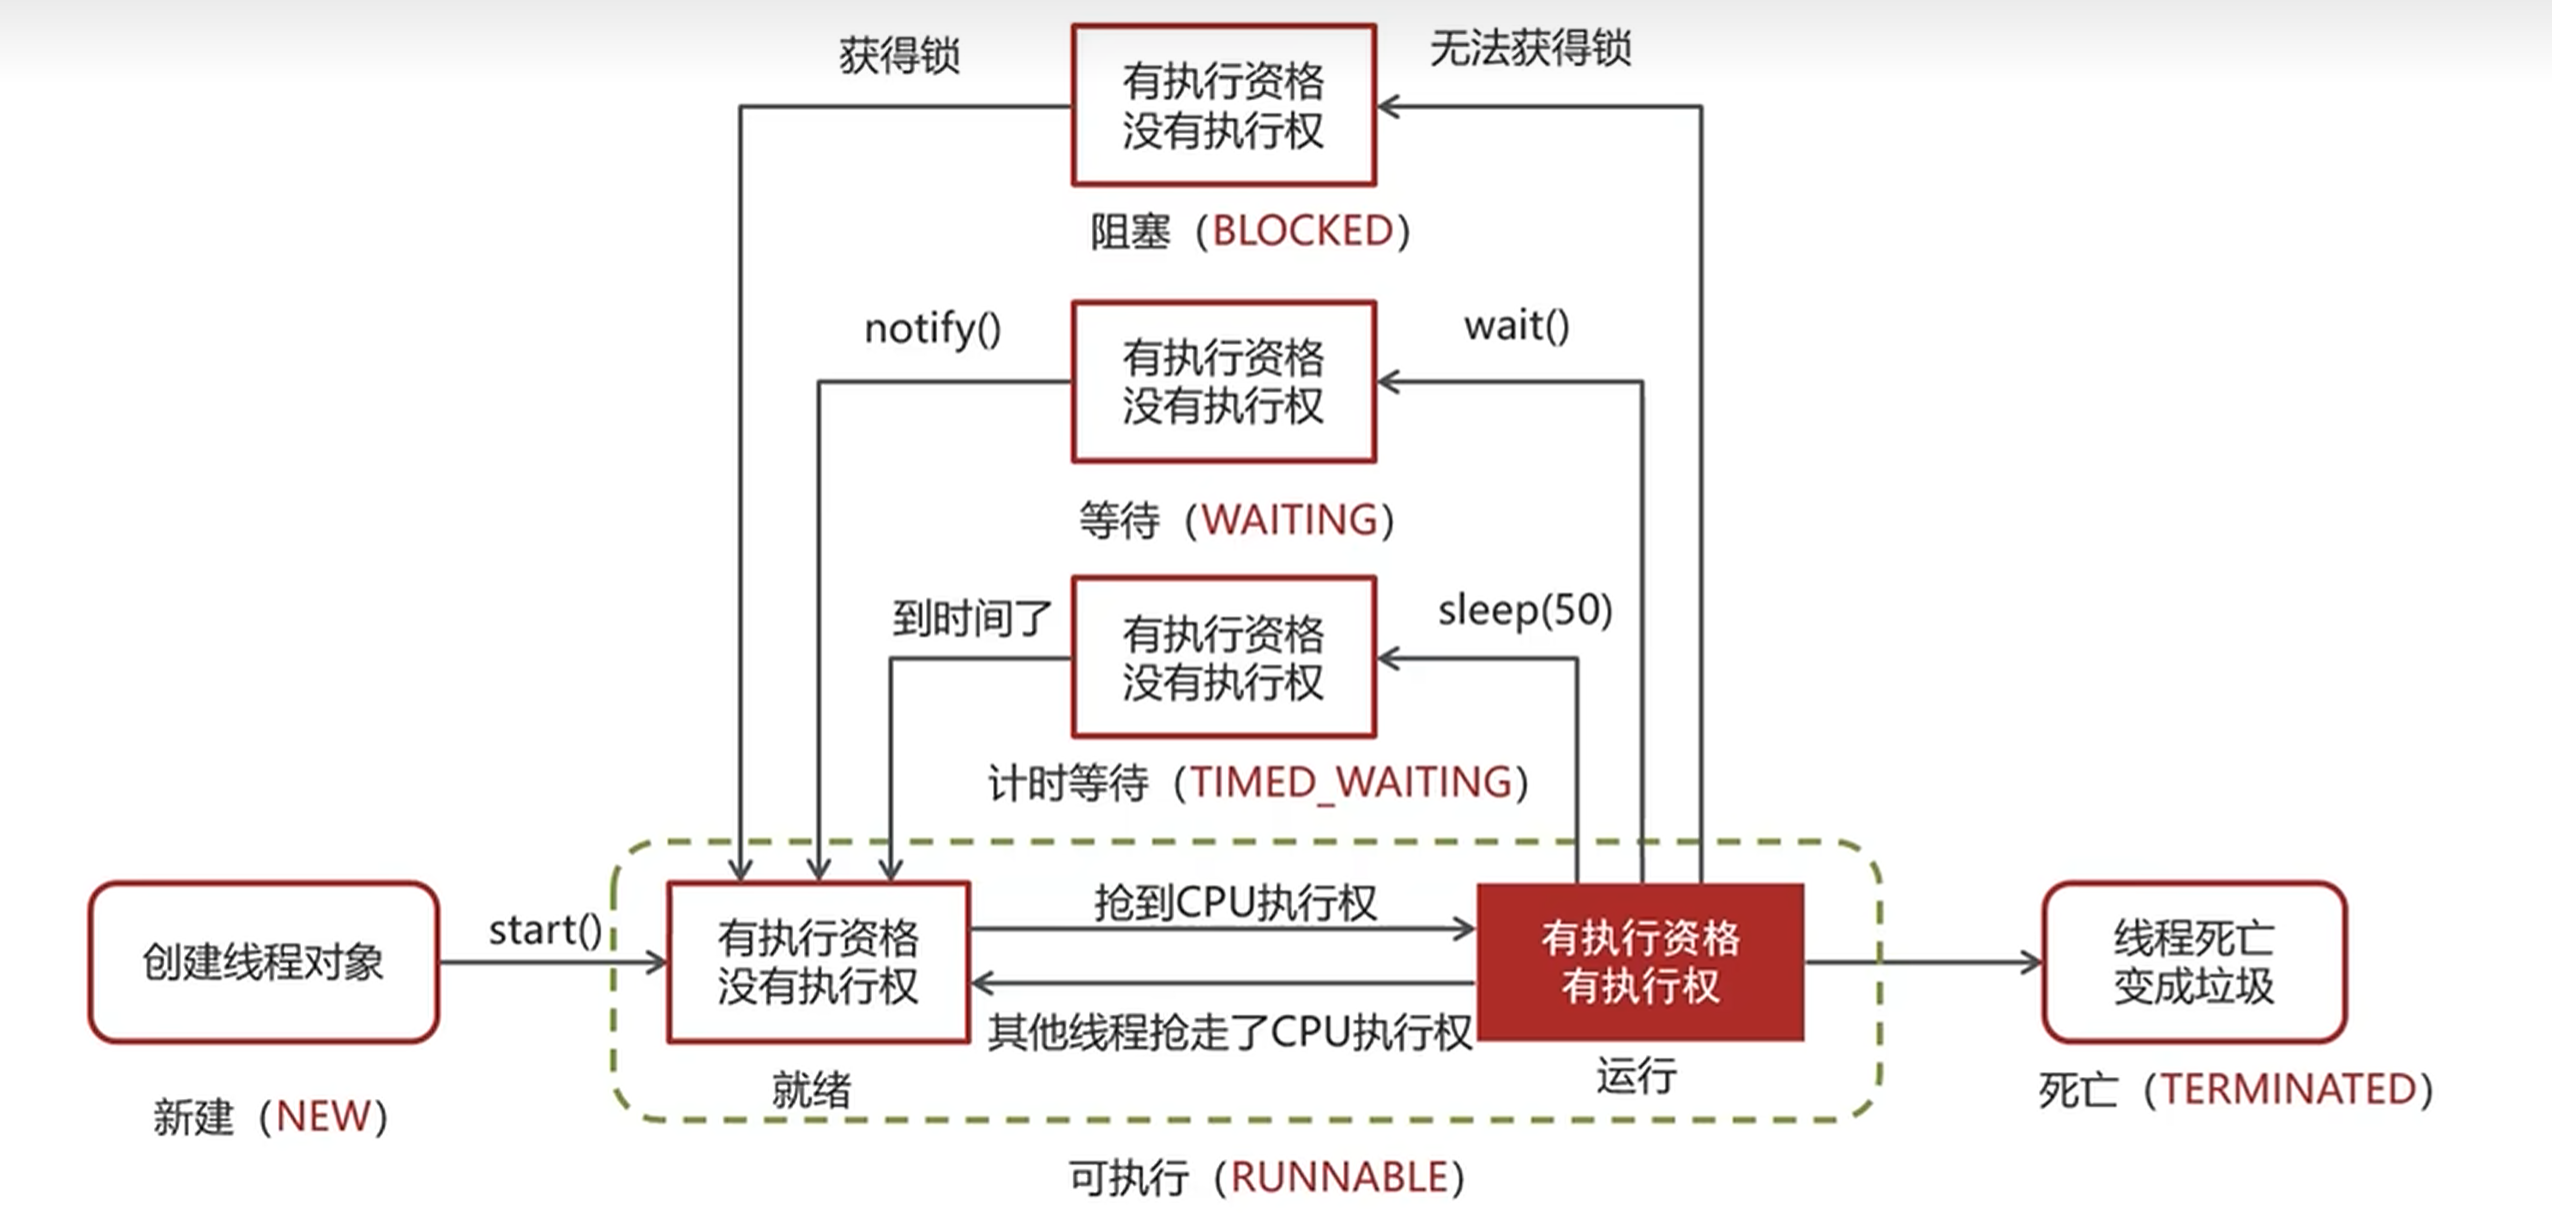 获得锁
有执行资格
没有执行权
无法获得锁
阻塞（BLOCKED）
notify()
有执行资格
没有执行权
wait()
等待（WAITING）
到时间了
有执行资格
没有执行权
sleep(50)
计时等待（TIMED_WAITING）
创建线程对象
新建（NEW）
start()
有执行资格
没有执行权
就绪
抢到CPU执行权
其他线程抢走了CPU执行权
有执行资格
有执行权
运行
可执行（RUNNABLE）
线程死亡
变成垃圾
死亡（TERMINATED）